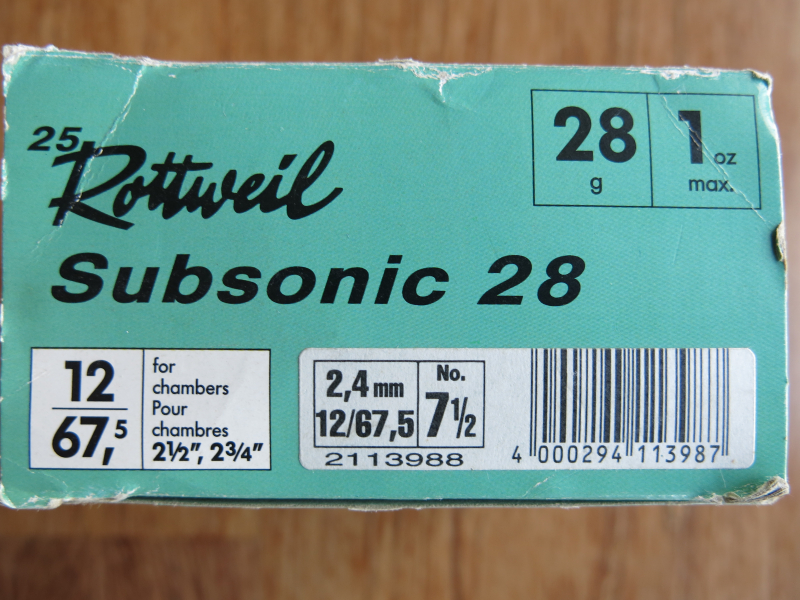 25
Rottweil
28
g
1 oz
max.
Subsonic 28
12
67,5
for
chambers
Pour
chambres
2½", 2¾"
2,4 mm
12/67,5
No.
7½
2113988
4 000294 113987